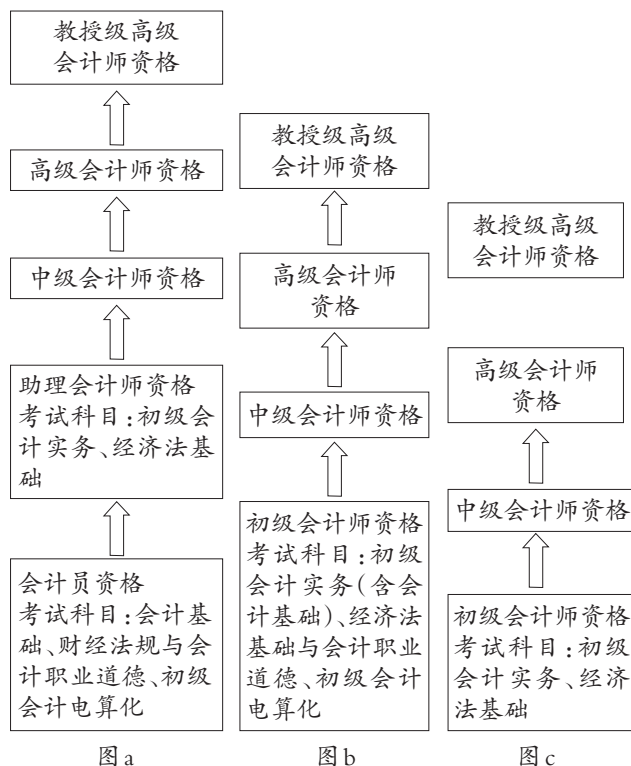 教授级高级
会计师资格
高级会计师资格
中级会计师资格
助理会计师资格
考试科目:初级会
计实务、经济法基
础
会计员资格
考试科目:会计基
础、财经法规与会
计职业道德、初级
会计电算化
图a
教授级高级
会计师资格
高级会计师
资格
中级会计师资格
初级会计师资格
考试科目:初级
会计实务(含会
计基础)、经济法
基础与会计职业
道德、初级会计
电算化
图b
教授级高级
会计师资格
高级会计师
资格
中级会计师资格
初级会计师资格
考试科目:初级
会计实务、经济
法基础
图c